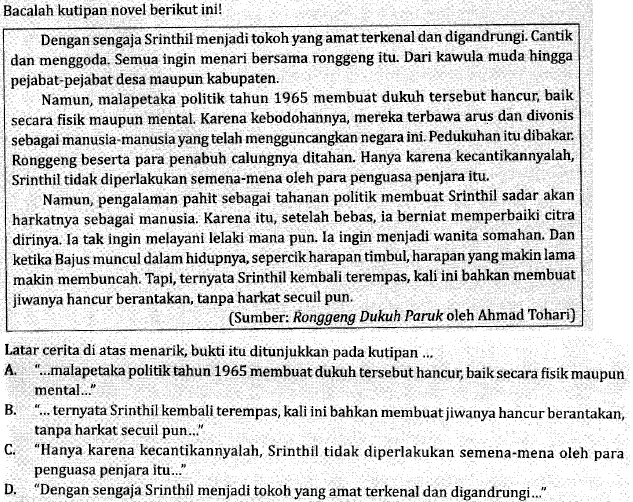 Bacalah kutipan novel berikut ini!
Dengan sengaja Srinthil menjadi tokoh yang amat terkenal dan digandrungi. Cantik
dan menggoda. Semua ingin menari bersama ronggeng itu. Dari kawula muda hingga
pejabat-pejabat desa maupun kabupaten.
Namun, malapetaka politik tahun 1965 membuat dukuh tersebut hancur, baik
secara fisik maupun mental. Karena kebodohannya, mereka terbawa arus dan divonis
sebagai manusia-manusia yang telah mengguncangkan negara ini. Pedukuhan itu dibakar.
Ronggeng beserta para penabuh calungnya ditahan. Hanya karena kecantikannyalah,
Srinthil tidak diperlakukan semena-mena oleh para penguasa penjara itu.
Namun, pengalaman pahit sebagai tahanan politik membuat Srinthil sadar akan
harkatnya sebagai manusia. Karena itu, setelah bebas, ia berniat memperbaiki citra
dirinya. Ia tak ingin melayani lelaki mana pun. Ia ingin menjadi wanita somahan. Dan
ketika Bajus muncul dalam hidupnya, sepercik harapan timbul, harapan yang makin lama
makin membuncah. Tapi, ternyata Srinthil kembali terempas, kali ini bahkan membuat
jiwanya hancur berantakan, tanpa harkat secuil pun.
(Sumber: Ronggeng Dukuh Paruk oleh Ahmad Tohari)
Latar cerita di atas menarik, bukti itu ditunjukkan pada kutipan ...
A. "...malapetaka politik tahun 1965 membuat dukuh tersebut hancur, baik secara fisik maupun
mental..."
B. "... ternyata Srinthil kembali terempas, kali ini bahkan membuat jiwanya hancur berantakan,
tanpa harkat secuil pun..."
C. "Hanya karena kecantikannyalah, Srinthil tidak diperlakukan semena-mena oleh para
penguasa penjara itu..."
D. "Dengan sengaja Srinthil menjadi tokoh yang amat terkenal dan digandrungi..."